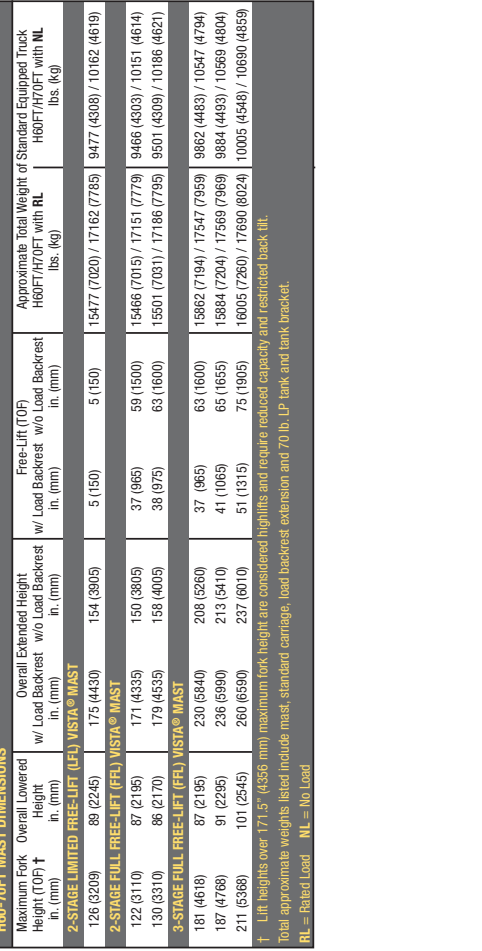 H60-70FT MAST DIMENSIONS
Maximum Fork Height (TOF) † in. (mm) Overall Lowered Height in. (mm) Overall Extended Height w/ Load Backrest in. (mm) w/o Load Backrest in. (mm) Free-Lift (TOF) w/ Load Backrest in. (mm) w/o Load Backrest in. (mm) Approximate Total Weight of Standard Equipped Truck H60FT/H70FT with RL lbs. (kg) H60FT/H70FT with NL lbs. (kg)
2-STAGE LIMITED FREE-LIFT (LFL) VISTA® MAST
126 (3209) 89 (2245) 175 (4430) 154 (3905) 5 (150) 5 (150) 15477 (7020) / 17162 (7785) 9477 (4308) / 10162 (4619)
2-STAGE FULL FREE-LIFT (FFL) VISTA® MAST
122 (3110) 87 (2195) 171 (4335) 150 (3805) 37 (965) 59 (1500) 15466 (7015) / 17151 (7779) 9466 (4303) / 10151 (4614)
130 (3310) 86 (2170) 179 (4535) 158 (4005) 38 (975) 63 (1600) 15501 (7031) / 17186 (7795) 9501 (4309) / 10186 (4621)
3-STAGE FULL FREE-LIFT (FFL) VISTA® MAST
181 (4618) 87 (2195) 230 (5840) 208 (5260) 37 (965) 63 (1600) 15862 (7194) / 17547 (7959) 9862 (4483) / 10547 (4794)
187 (4768) 91 (2295) 236 (5990) 213 (5410) 41 (1065) 65 (1655) 15884 (7204) / 17569 (7969) 9884 (4493) / 10569 (4804)
211 (5368) 101 (2545) 260 (6590) 237 (6010) 51 (1315) 75 (1905) 16005 (7260) / 17690 (8024) 10005 (4548) / 10690 (4859)
† Lift heights over 171.5" (4356 mm) maximum fork height are considered highlifts and require reduced capacity and restricted back tilt.
Total approximate weights listed include mast, standard carriage, load backrest extension and 70 lb. LP tank and tank bracket.
RL = Rated Load NL = No Load